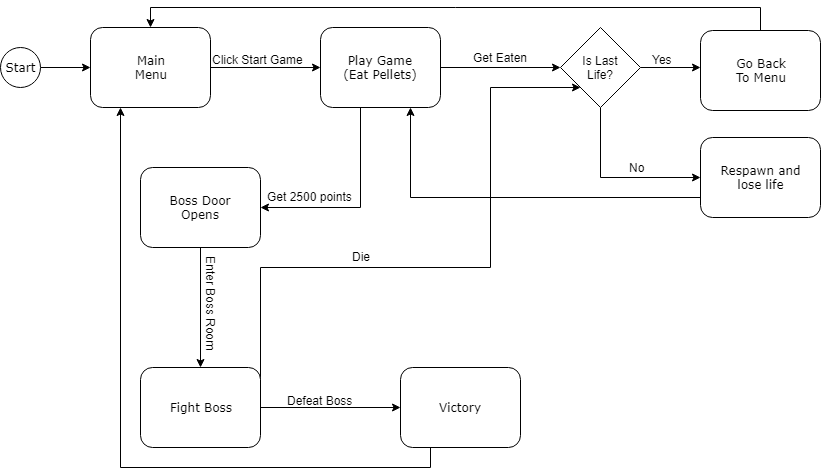 Start
Main
Menu
Click Start Game
Play Game
(Eat Pellets)
Get Eaten
Is Last
Life?
Yes
Go Back
To Menu
No
Respawn and
lose life
Boss Door
Opens
Get 2500 points
Enter Boss Room
Die
Fight Boss
Defeat Boss
Victory